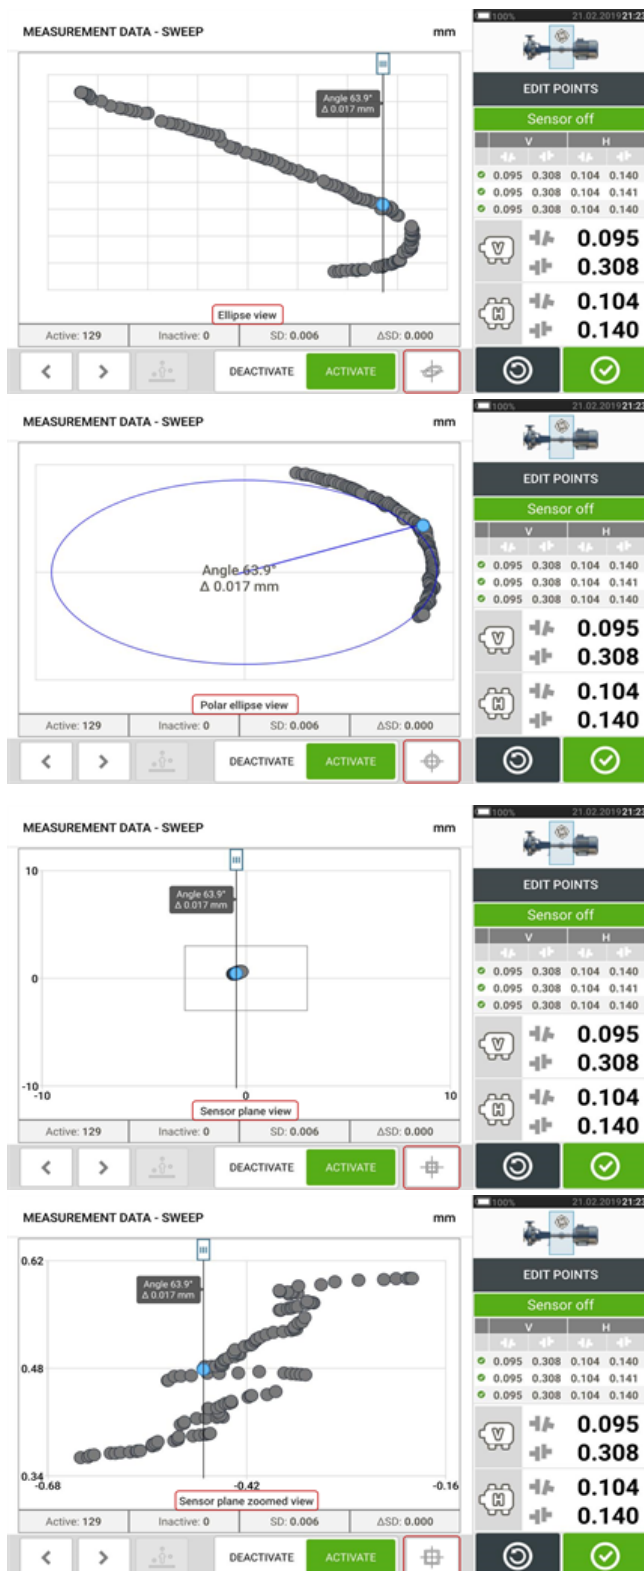 100% 21.02.2019 21:23
MEASUREMENT DATA - SWEEP mm
Angle 63.9°
Δ 0.017 mm
EDIT POINTS
Sensor off
V H
0.095 0.308 0.104 0.140
0.095 0.308 0.104 0.141
0.095 0.308 0.104 0.140
V 0.095
0.308
H 0.104
0.140
Ellipse view
Active: 129 Inactive: 0 SD: 0.006 ΔSD: 0.000
< > DEACTIVATE ACTIVATE
100% 21.02.2019 21:23
MEASUREMENT DATA - SWEEP mm
EDIT POINTS
Sensor off
V H
0.095 0.308 0.104 0.140
0.095 0.308 0.104 0.141
0.095 0.308 0.104 0.140
Angle 63.9°
Δ 0.017 mm
V 0.095
0.308
H 0.104
0.140
Polar ellipse view
Active: 129 Inactive: 0 SD: 0.006 ΔSD: 0.000
< > DEACTIVATE ACTIVATE
100% 21.02.2019 21:23
MEASUREMENT DATA - SWEEP mm
10
Angle 63.9°
Δ 0.017 mm
0
-10
-10 0 10
EDIT POINTS
Sensor off
V H
0.095 0.308 0.104 0.140
0.095 0.308 0.104 0.141
0.095 0.308 0.104 0.140
V 0.095
0.308
H 0.104
0.140
Sensor plane view
Active: 129 Inactive: 0 SD: 0.006 ΔSD: 0.000
< > DEACTIVATE ACTIVATE
100% 21.02.2019 21:23
MEASUREMENT DATA - SWEEP mm
0.62
Angle 63.9°
Δ 0.017 mm
0.48
0.34
-0.68 -0.42 -0.16
EDIT POINTS
Sensor off
V H
0.095 0.308 0.104 0.140
0.095 0.308 0.104 0.141
0.095 0.308 0.104 0.140
V 0.095
0.308
H 0.104
0.140
Sensor plane zoomed view
Active: 129 Inactive: 0 SD: 0.006 ΔSD: 0.000
< > DEACTIVATE ACTIVATE